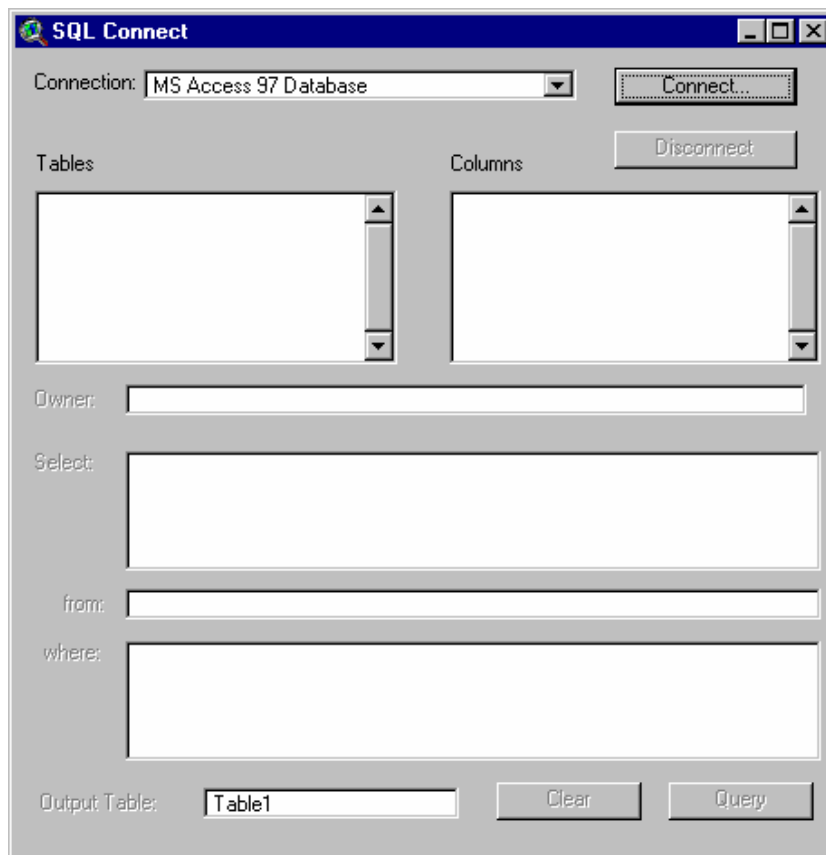 SQL Connect
Connection: MS Access 97 Database Connect...
Disconnect
Tables Columns
Owner:
Select:
from:
where:
Output Table: Table1 Clear Query